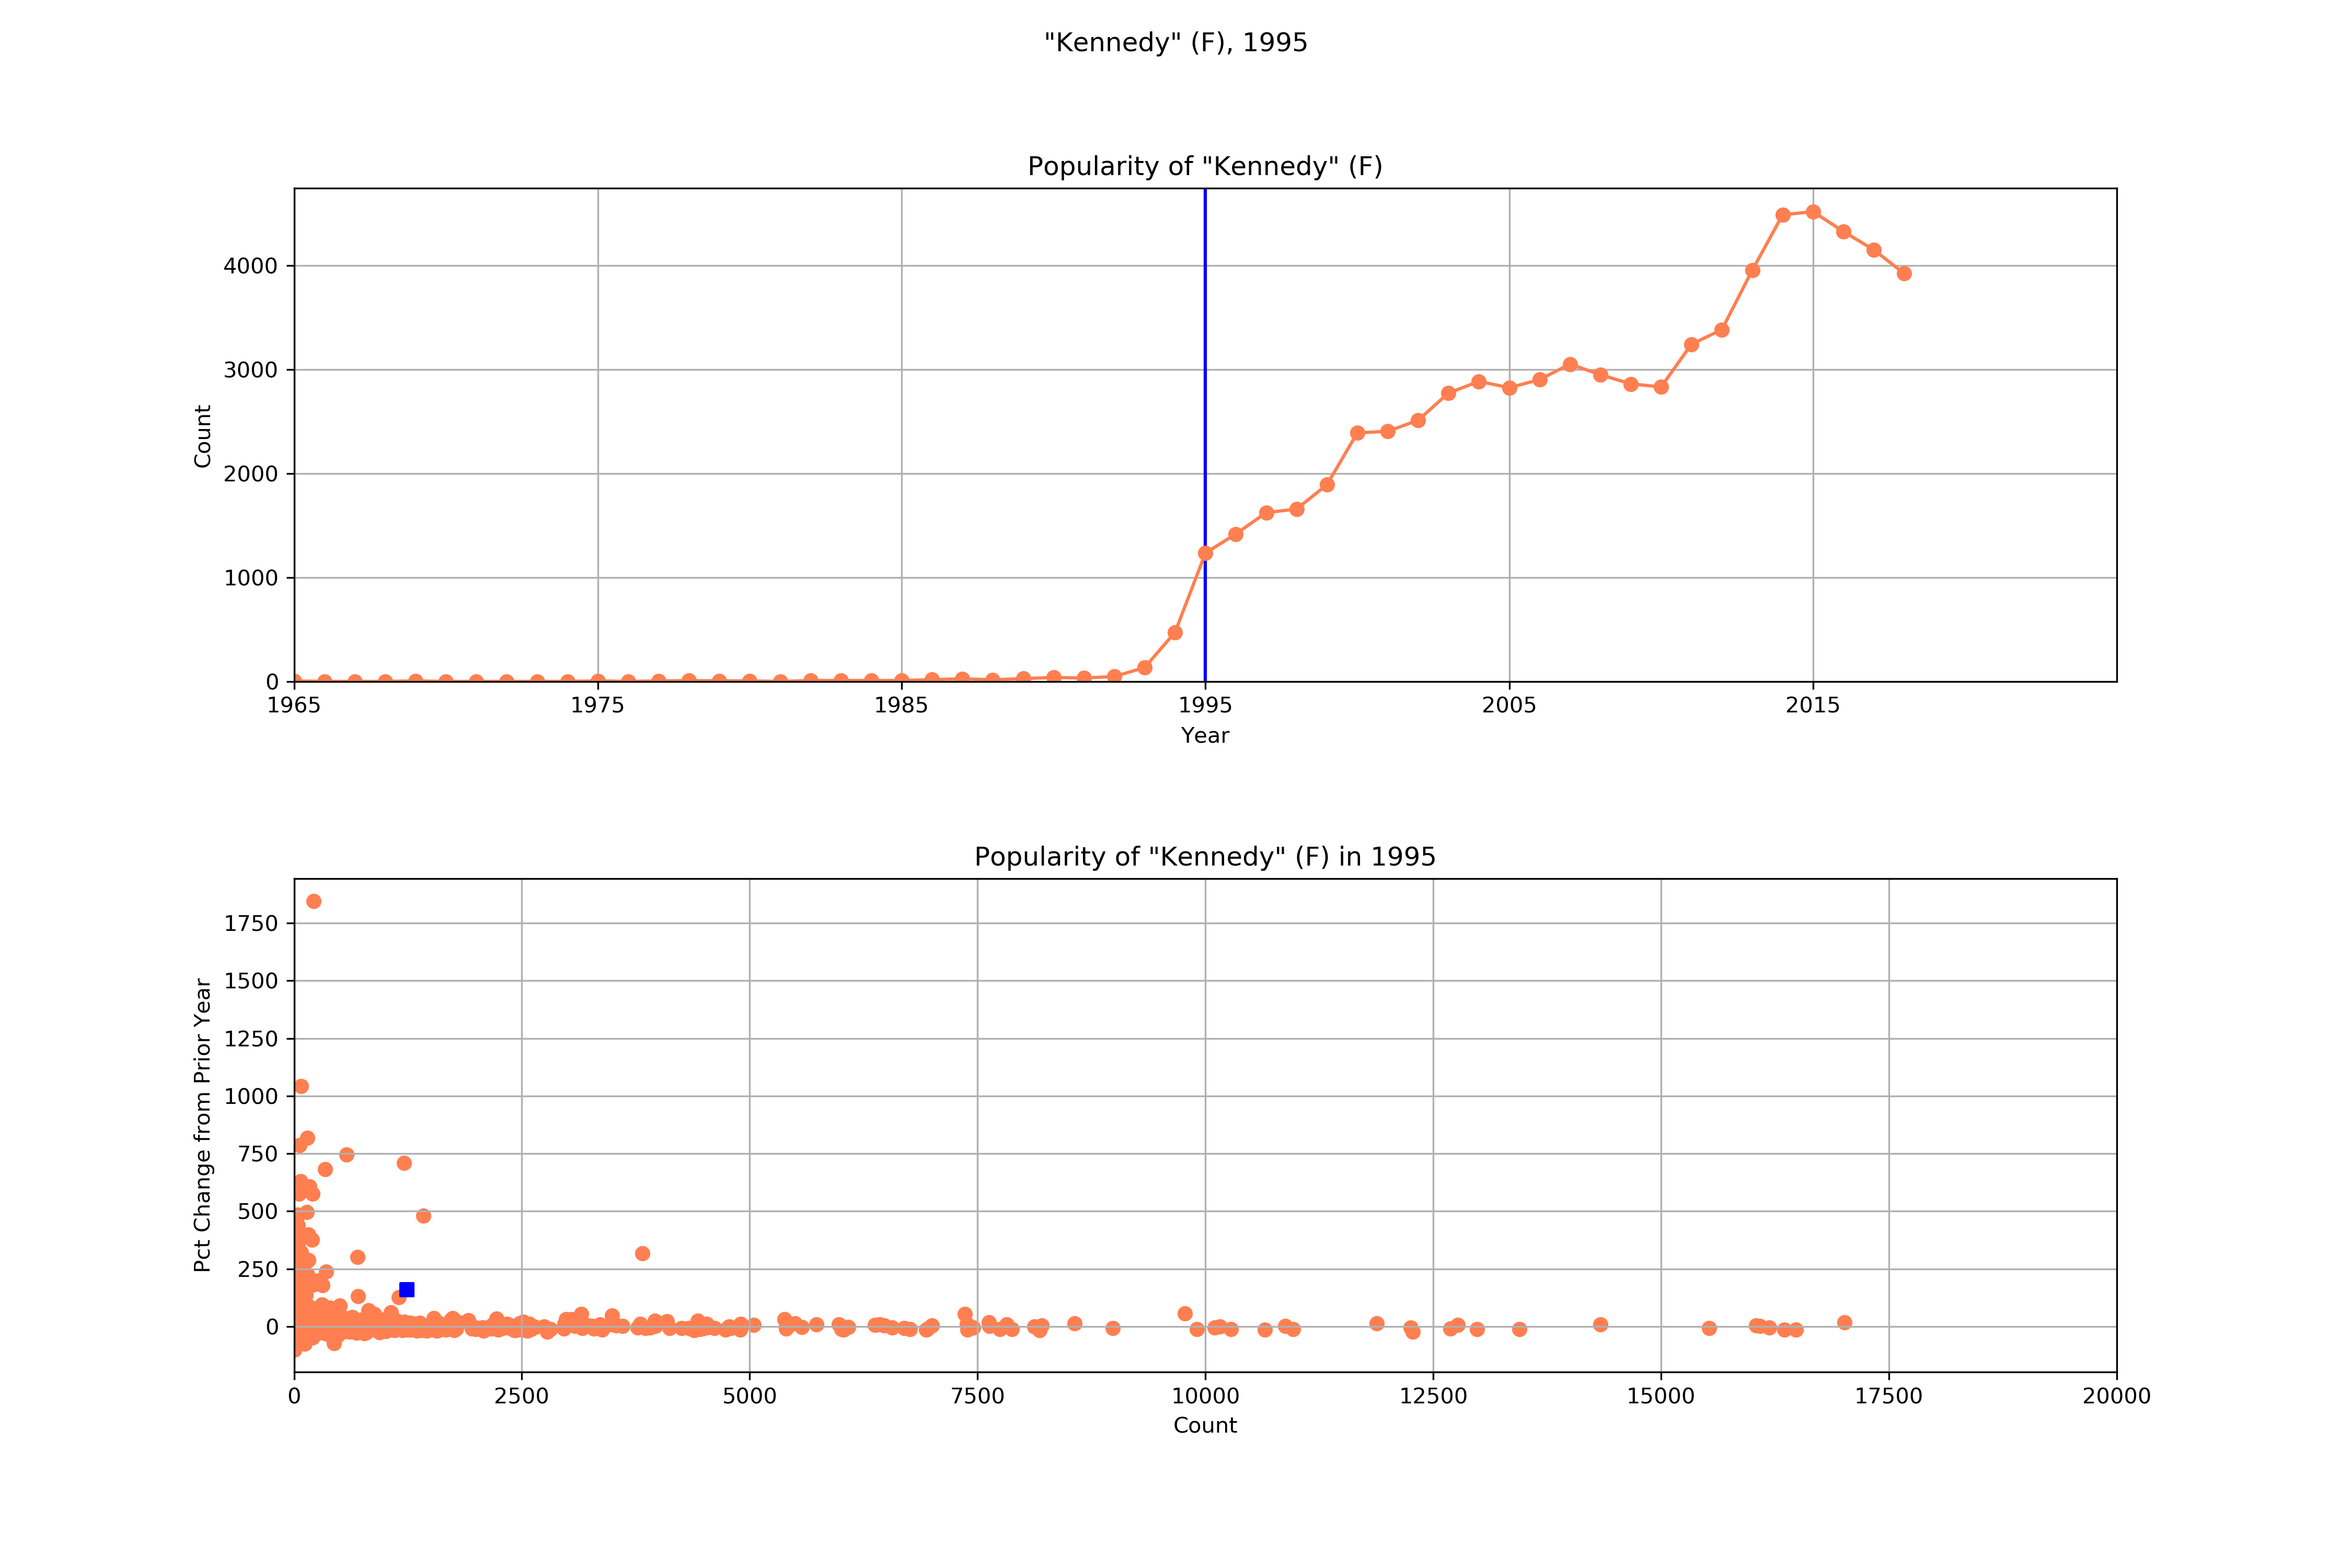 "Kennedy" (F), 1995
Popularity of "Kennedy" (F)
4000
3000
2000
1000
0
Count
1965 1975 1985 1995 2005 2015
Year
Popularity of "Kennedy" (F) in 1995
1750
1500
1250
1000
750
500
250
0
Pct Change from Prior Year
0 2500 5000 7500 10000 12500 15000 17500 20000
Count